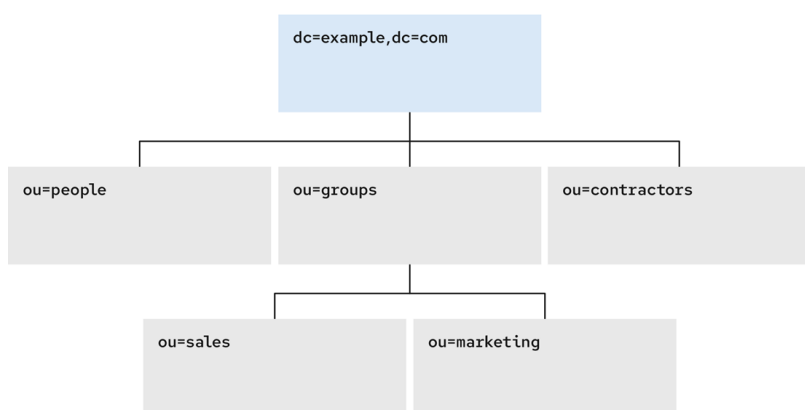 dc=example,dc=com
ou=people
ou=groups
ou=contractors
ou=sales
ou=marketing